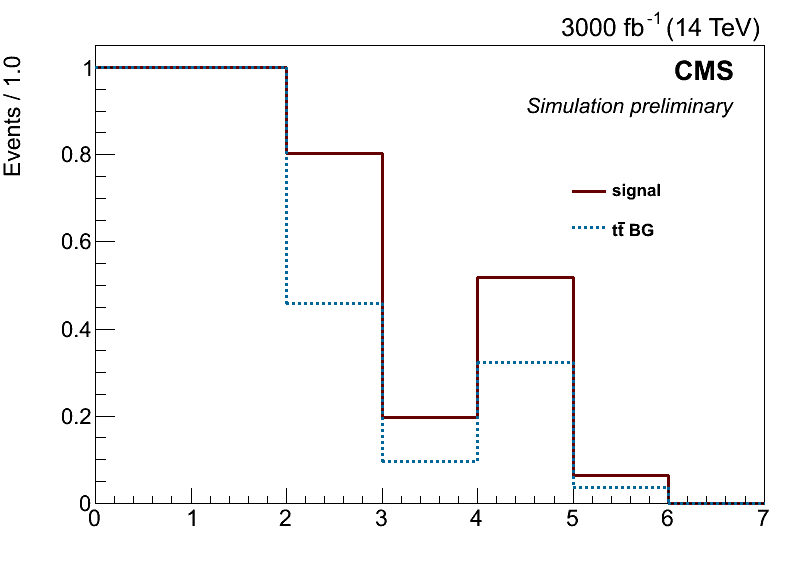 3000 fb⁻¹ (14 TeV)
Events / 1.0
CMS
Simulation preliminary
signal
tt̄ BG
1
0.8
0.6
0.4
0.2
0
0 1 2 3 4 5 6 7